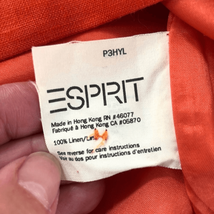 P3HYL
ESPRIT
Made in Hong Kong RN #46077
Fabriqué à Hong Kong CA #05870
100% Linen/Lin
See reverse for care instructions
Voir au dos pour instructions d'entretien